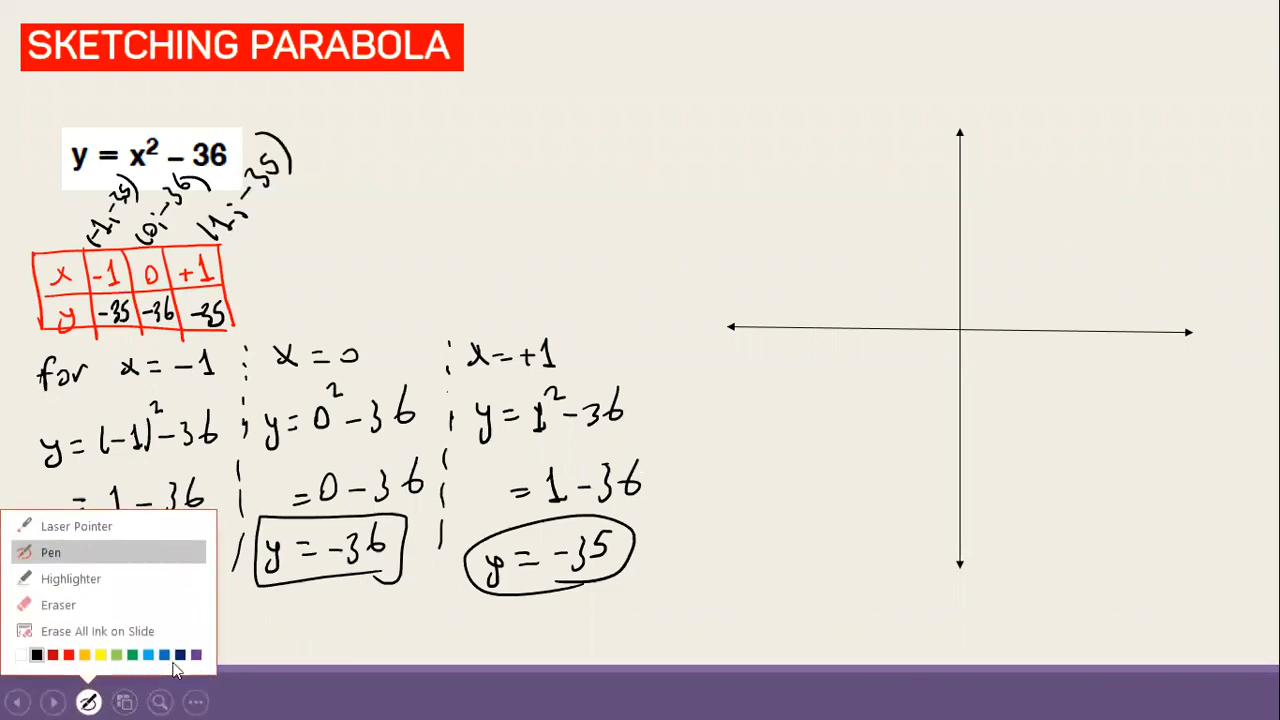 SKETCHING PARABOLA
y = x² – 36
(-1; -35) (0; -36) (1; -35)
x -1 0 +1
y -35 -36 -35
for x = -1 x = 0 x = +1
y = (-1)² - 36 y = 0² - 36 y = 1² - 36
= 1 - 36 = 0 - 36 = 1 - 36
y = -36 y = -35
Laser Pointer
Pen
Highlighter
Eraser
Erase All Ink on Slide